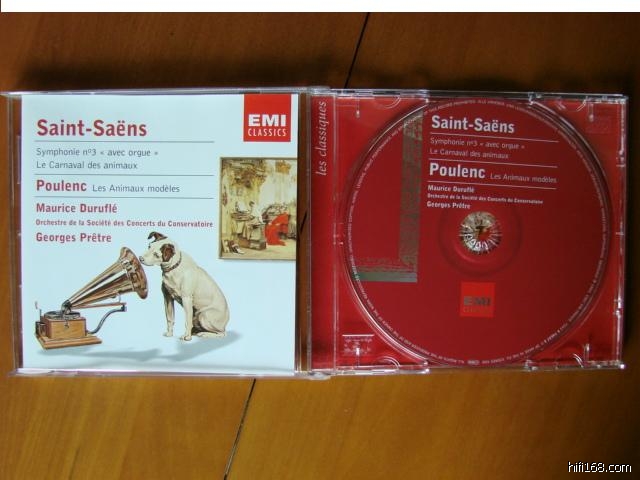 Saint-Saëns
Symphonie nº3 « avec orgue »
Le Carnaval des animaux
Poulenc Les Animaux modèles
Maurice Duruflé
Orchestre de la Société des Concerts du Conservatoire
Georges Prêtre
EMI
CLASSICS
les classiques
Saint-Saëns
Symphonie nº3 « avec orgue »
Le Carnaval des animaux
Poulenc Les Animaux modèles
Maurice Duruflé
Orchestre de la Société des Concerts du Conservatoire
Georges Prêtre
EMI
hifi168.com